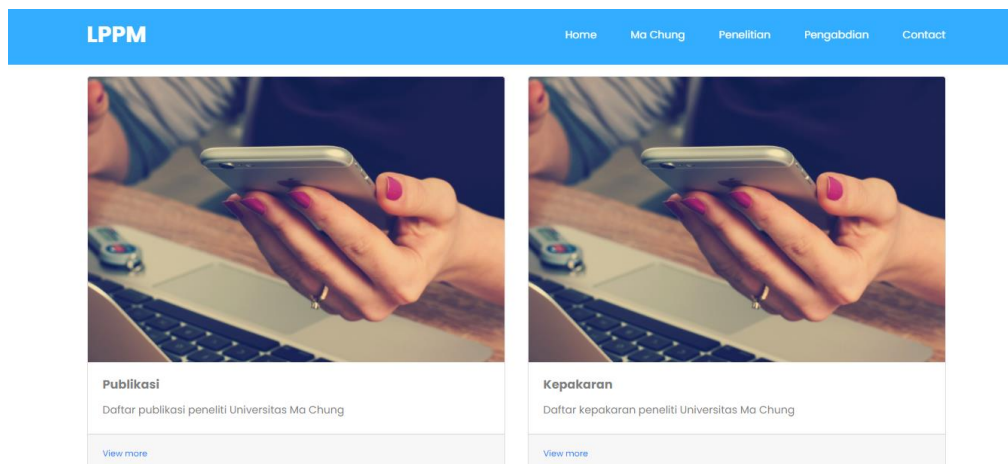 LPPM
Home Ma Chung Penelitian Pengabdian Contact
Publikasi
Daftar publikasi peneliti Universitas Ma Chung
View more
Kepakaran
Daftar kepakaran peneliti Universitas Ma Chung
View more